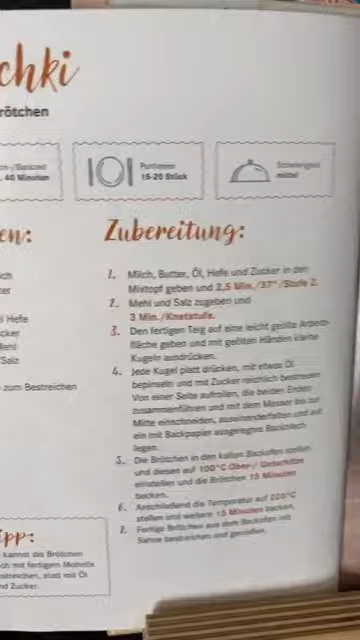 chki
rötchen
40 Minuten
Portionen
15-20 Stück
Schwierigkeit
mittel
en:
Zubereitung:
1. Milch, Butter, Öl, Hefe und Zucker in den
Mixtopf geben und 2,5 Min./37°/Stufe 2.
2. Mehl und Salz zugeben und
3 Min./Knetstufe.
3. Den fertigen Teig auf eine leicht geölte Arbeits-
fläche geben und mit geölten Händen kleine
Kugeln ausdrücken.
4. Jede Kugel platt drücken, mit etwas Öl
bepinseln und mit Zucker reichlich bestreuen.
Von einer Seite aufrollen, die beiden Enden
zusammenführen und mit dem Messer bis zur
Mitte einschneiden, auseinanderfalten und auf
ein mit Backpapier ausgelegtes Backblech
legen.
5. Die Brötchen in den kalten Backofen stellen
und diesen auf 100°C Ober-/ Unterhitze
einstellen und die Brötchen 15 Minuten
backen.
6. Anschließend die Temperatur auf 220°C
stellen und weitere 15 Minuten backen.
7. Fertige Brötchen aus dem Backofen mit
Sahne bestreichen und genießen.
Hefe
cker
Mehl
Salz
zum Bestreichen
ipp:
kannst die Brötchen
ch mit fertigem Mohnfix
bestreichen, statt mit Öl
nd Zucker.